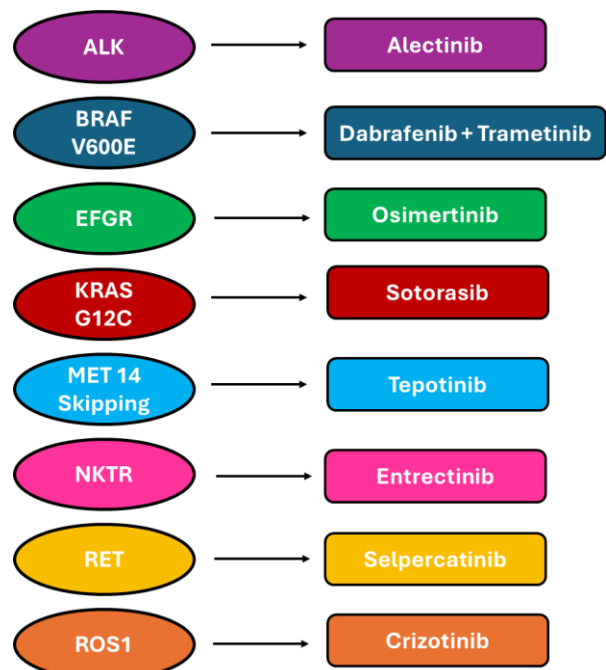 ALK
Alectinib
BRAF
V600E
Dabrafenib + Trametinib
EFGR
Osimertinib
KRAS
G12C
Sotorasib
MET 14
Skipping
Tepotinib
NKTR
Entrectinib
RET
Selpercatinib
ROS1
Crizotinib